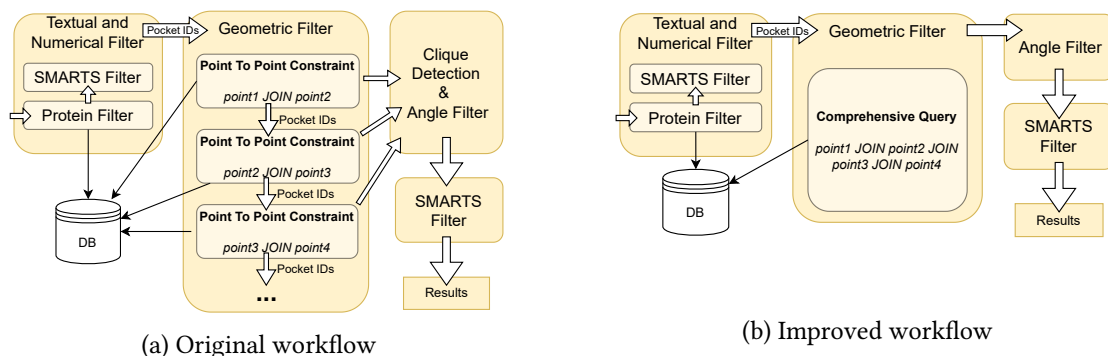 Textual and
Numerical Filter
SMARTS Filter
Protein Filter
DB
Pocket IDs
Geometric Filter
Point To Point Constraint
point1 JOIN point2
Pocket IDs
Point To Point Constraint
point2 JOIN point3
Pocket IDs
Point To Point Constraint
point3 JOIN point4
Pocket IDs
...
Clique
Detection
&
Angle Filter
SMARTS
Filter
Results
(a) Original workflow
Textual and
Numerical Filter
SMARTS Filter
Protein Filter
DB
Pocket IDs
Geometric Filter
Comprehensive Query
point1 JOIN point2 JOIN
point3 JOIN point4
Angle Filter
SMARTS
Filter
Results
(b) Improved workflow